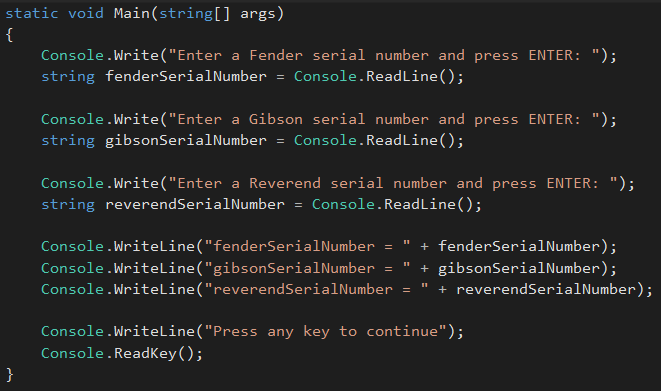 static void Main(string[] args)
{
    Console.Write("Enter a Fender serial number and press ENTER: ");
    string fenderSerialNumber = Console.ReadLine();
    Console.Write("Enter a Gibson serial number and press ENTER: ");
    string gibsonSerialNumber = Console.ReadLine();
    Console.Write("Enter a Reverend serial number and press ENTER: ");
    string reverendSerialNumber = Console.ReadLine();
    Console.WriteLine("fenderSerialNumber = " + fenderSerialNumber);
    Console.WriteLine("gibsonSerialNumber = " + gibsonSerialNumber);
    Console.WriteLine("reverendSerialNumber = " + reverendSerialNumber);
    Console.WriteLine("Press any key to continue");
    Console.ReadKey();
}